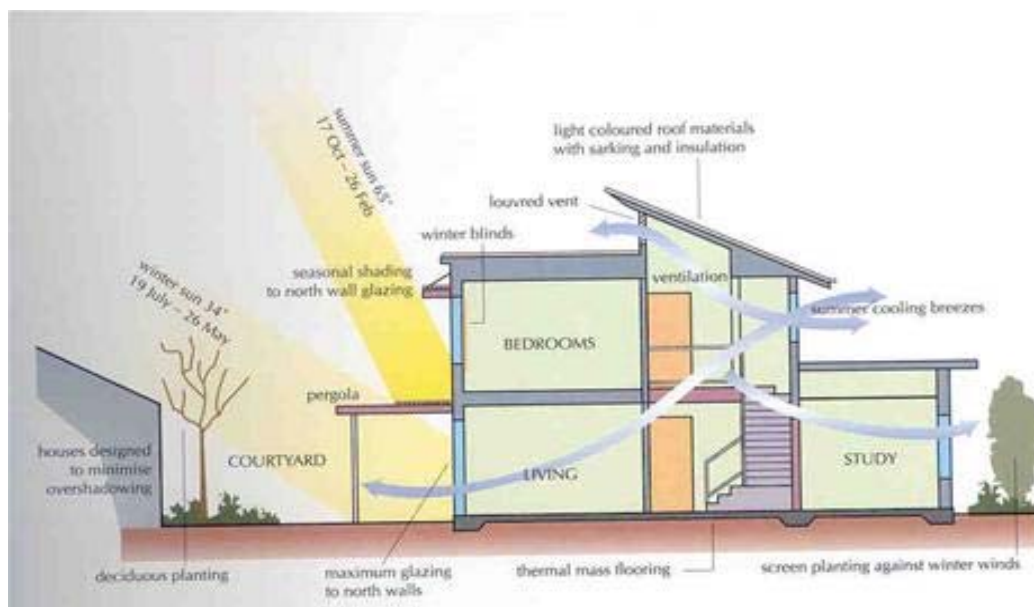 summer sun 65°
17 Oct – 26 Feb
light coloured roof materials
with sarking and insulation
louvred vent
winter blinds
seasonal shading
to north wall glazing
ventilation
winter sun 34°
19 July – 26 May
summer cooling breezes
BEDROOMS
pergola
houses designed
to minimise
overshadowing
COURTYARD
LIVING
STUDY
deciduous planting
maximum glazing
to north walls
thermal mass flooring
screen planting against winter winds